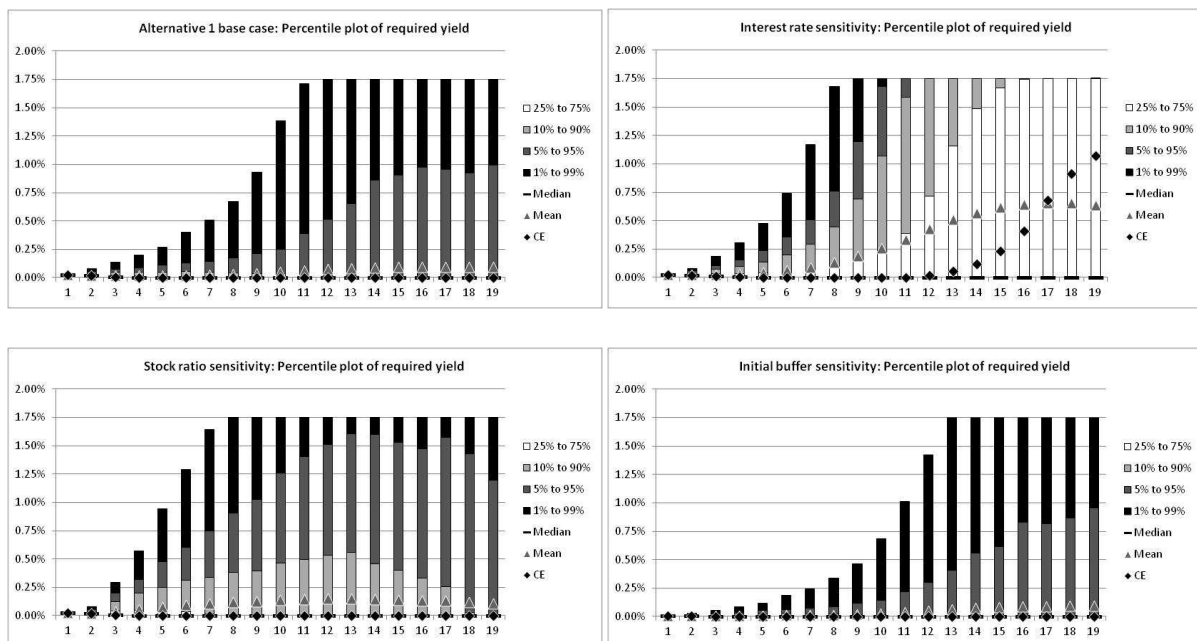 Alternative 1 base case: Percentile plot of required yield
2.00%
1.75%
1.50%
1.25%
1.00%
0.75%
0.50%
0.25%
0.00%
1 2 3 4 5 6 7 8 9 10 11 12 13 14 15 16 17 18 19
25% to 75%
10% to 90%
5% to 95%
1% to 99%
Median
Mean
CE
Interest rate sensitivity: Percentile plot of required yield
2.00%
1.75%
1.50%
1.25%
1.00%
0.75%
0.50%
0.25%
0.00%
1 2 3 4 5 6 7 8 9 10 11 12 13 14 15 16 17 18 19
25% to 75%
10% to 90%
5% to 95%
1% to 99%
Median
Mean
CE
Stock ratio sensitivity: Percentile plot of required yield
2.00%
1.75%
1.50%
1.25%
1.00%
0.75%
0.50%
0.25%
0.00%
1 2 3 4 5 6 7 8 9 10 11 12 13 14 15 16 17 18 19
25% to 75%
10% to 90%
5% to 95%
1% to 99%
Median
Mean
CE
Initial buffer sensitivity: Percentile plot of required yield
2.00%
1.75%
1.50%
1.25%
1.00%
0.75%
0.50%
0.25%
0.00%
1 2 3 4 5 6 7 8 9 10 11 12 13 14 15 16 17 18 19
25% to 75%
10% to 90%
5% to 95%
1% to 99%
Median
Mean
CE